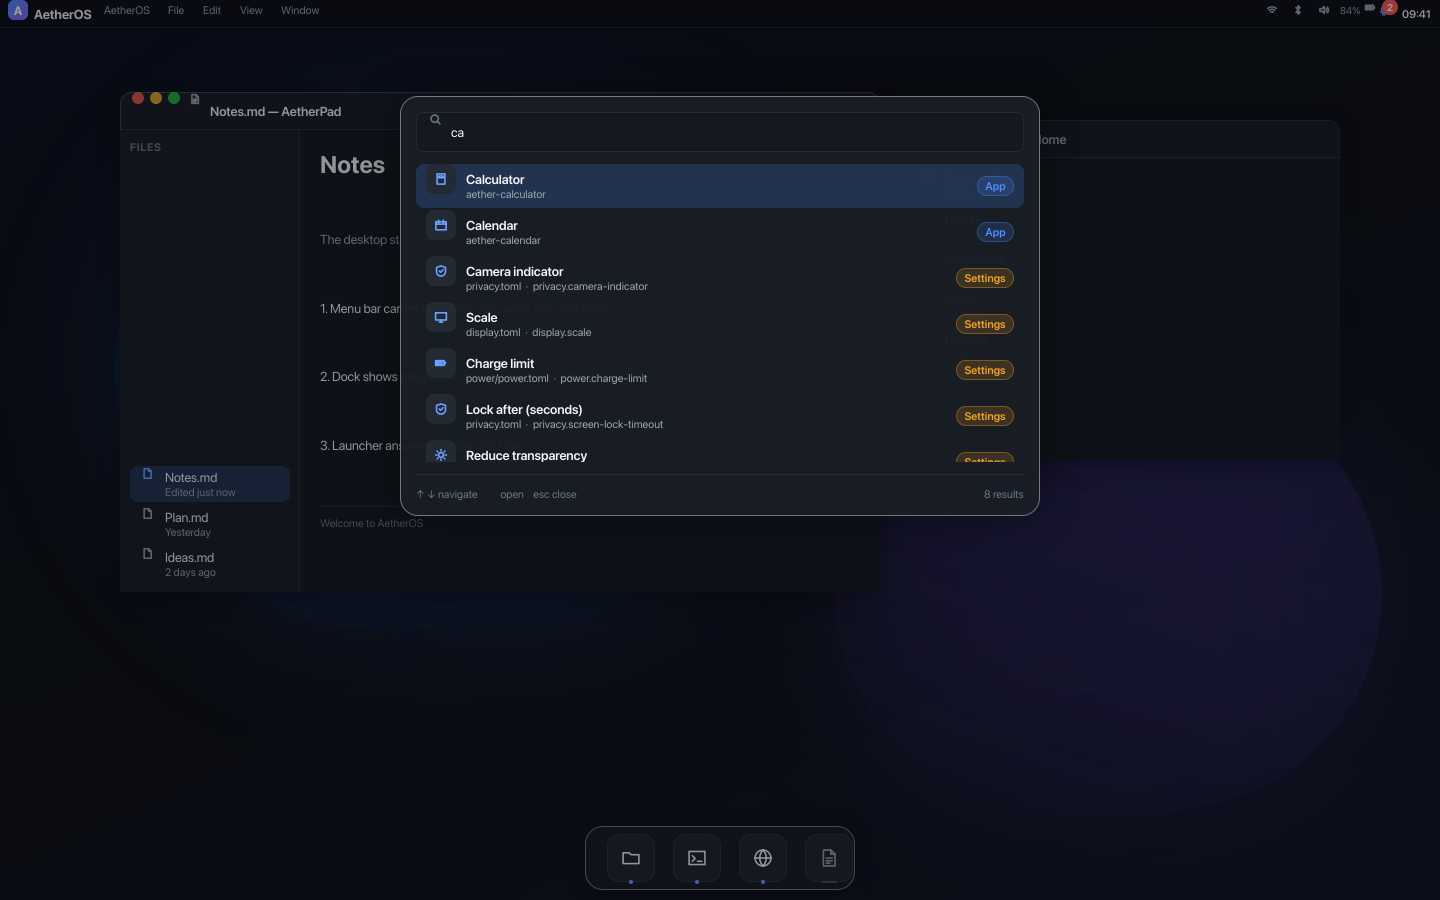 A AetherOS AetherOS File Edit View Window 84% 2 09:41
Notes.md — AetherPad
FILES
Notes
The desktop
1. Menu bar
2. Dock shows
3. Launcher
Welcome to AetherOS
Notes.md
Edited just now
Plan.md
Yesterday
Ideas.md
2 days ago
ca
Calculator
aether-calculator
App
Calendar
aether-calendar
App
Camera indicator
privacy.toml · privacy.camera-indicator
Settings
Scale
display.toml · display.scale
Settings
Charge limit
power/power.toml · power.charge-limit
Settings
Lock after (seconds)
privacy.toml · privacy.screen-lock-timeout
Settings
Reduce transparency
Settings
↑ ↓ navigate open esc close 8 results